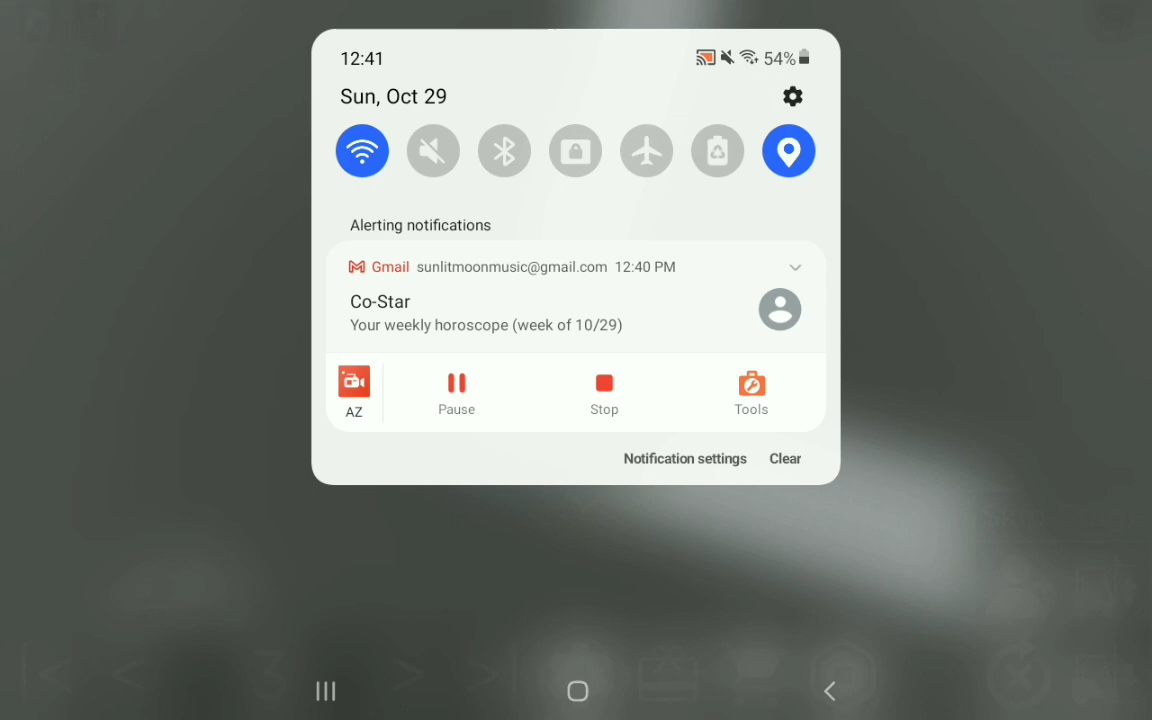 12:41
54%
Sun, Oct 29
Alerting notifications
Gmail sunlitmoonmusic@gmail.com 12:40 PM
Co-Star
Your weekly horoscope (week of 10/29)
AZ
Pause
Stop
Tools
Notification settings
Clear
|< < 3 > >|